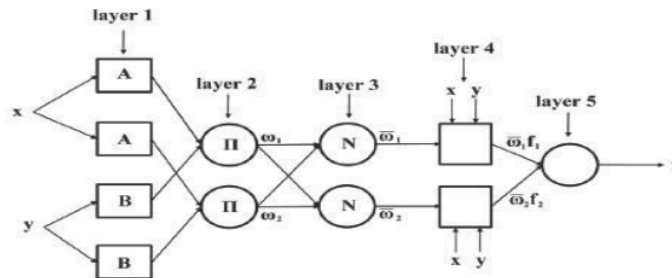 layer 1
layer 4
layer 2
layer 3
x y
layer 5
A
x
A
Π ω₁ N ω̅₁
ω̅₁f₁
B
y
Π ω₂ N ω̅₂
ω̅₂f₂
B
x y